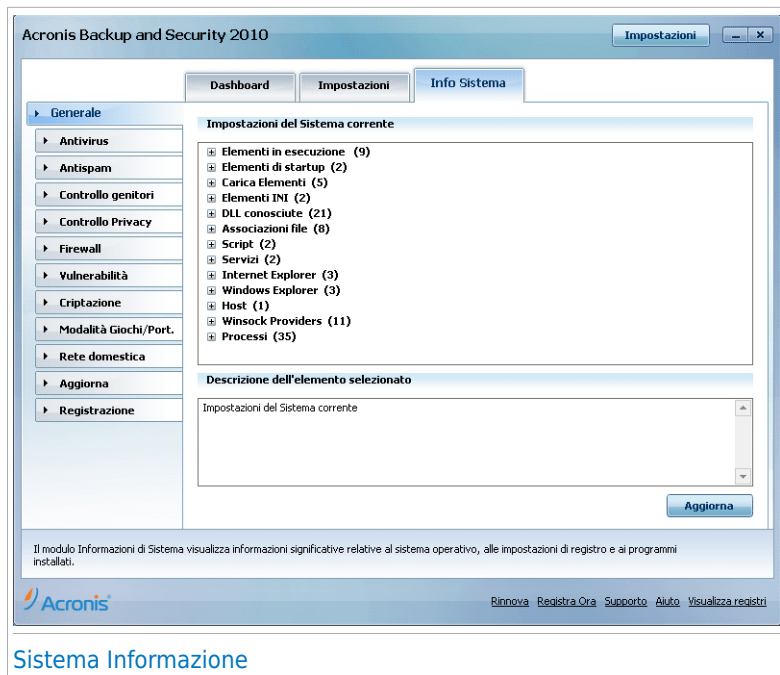 Acronis Backup and Security 2010
Impostazioni
Dashboard
Impostazioni
Info Sistema
Generale
Antivirus
Antispam
Controllo genitori
Controllo Privacy
Firewall
Vulnerabilità
Criptazione
Modalità Giochi/Port.
Rete domestica
Aggiorna
Registrazione
Impostazioni del Sistema corrente
Elementi in esecuzione (9)
Elementi di startup (2)
Carica Elementi (5)
Elementi INI (2)
DLL conosciute (21)
Associazioni file (8)
Script (2)
Servizi (2)
Internet Explorer (3)
Windows Explorer (3)
Host (1)
Winsock Providers (11)
Processi (35)
Descrizione dell'elemento selezionato
Impostazioni del Sistema corrente
Aggiorna
Il modulo Informazioni di Sistema visualizza informazioni significative relative al sistema operativo, alle impostazioni di registro e ai programmi
installati.
Acronis
Rinnova Registra Ora Supporto Aiuto Visualizza registri
Sistema Informazione